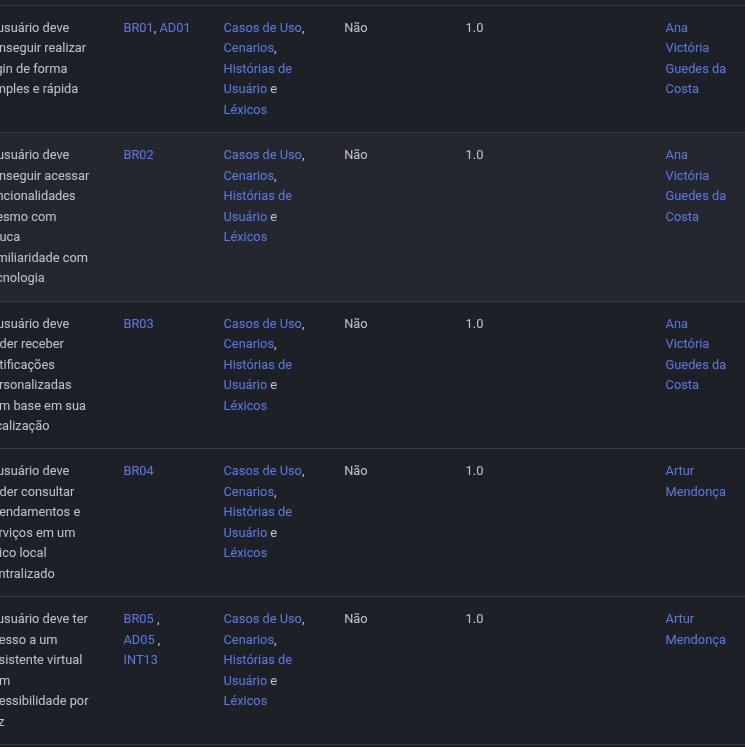 usuário deve
nseguir realizar
gin de forma
mples e rápida
BR01, AD01
Casos de Uso,
Cenarios,
Histórias de
Usuário e
Léxicos
Não
1.0
Ana
Victória
Guedes da
Costa
usuário deve
nseguir acessar
ncionalidades
esmo com
uca
miliaridade com
cnologia
BR02
Casos de Uso,
Cenarios,
Histórias de
Usuário e
Léxicos
Não
1.0
Ana
Victória
Guedes da
Costa
usuário deve
der receber
tificações
rsonalizadas
m base em sua
calização
BR03
Casos de Uso,
Cenarios,
Histórias de
Usuário e
Léxicos
Não
1.0
Ana
Victória
Guedes da
Costa
usuário deve
der consultar
endamentos e
rviços em um
ico local
ntralizado
BR04
Casos de Uso,
Cenarios,
Histórias de
Usuário e
Léxicos
Não
1.0
Artur
Mendonça
usuário deve ter
esso a um
sistente virtual
m
essibilidade por
z
BR05 ,
AD05 ,
INT13
Casos de Uso,
Cenarios,
Histórias de
Usuário e
Léxicos
Não
1.0
Artur
Mendonça